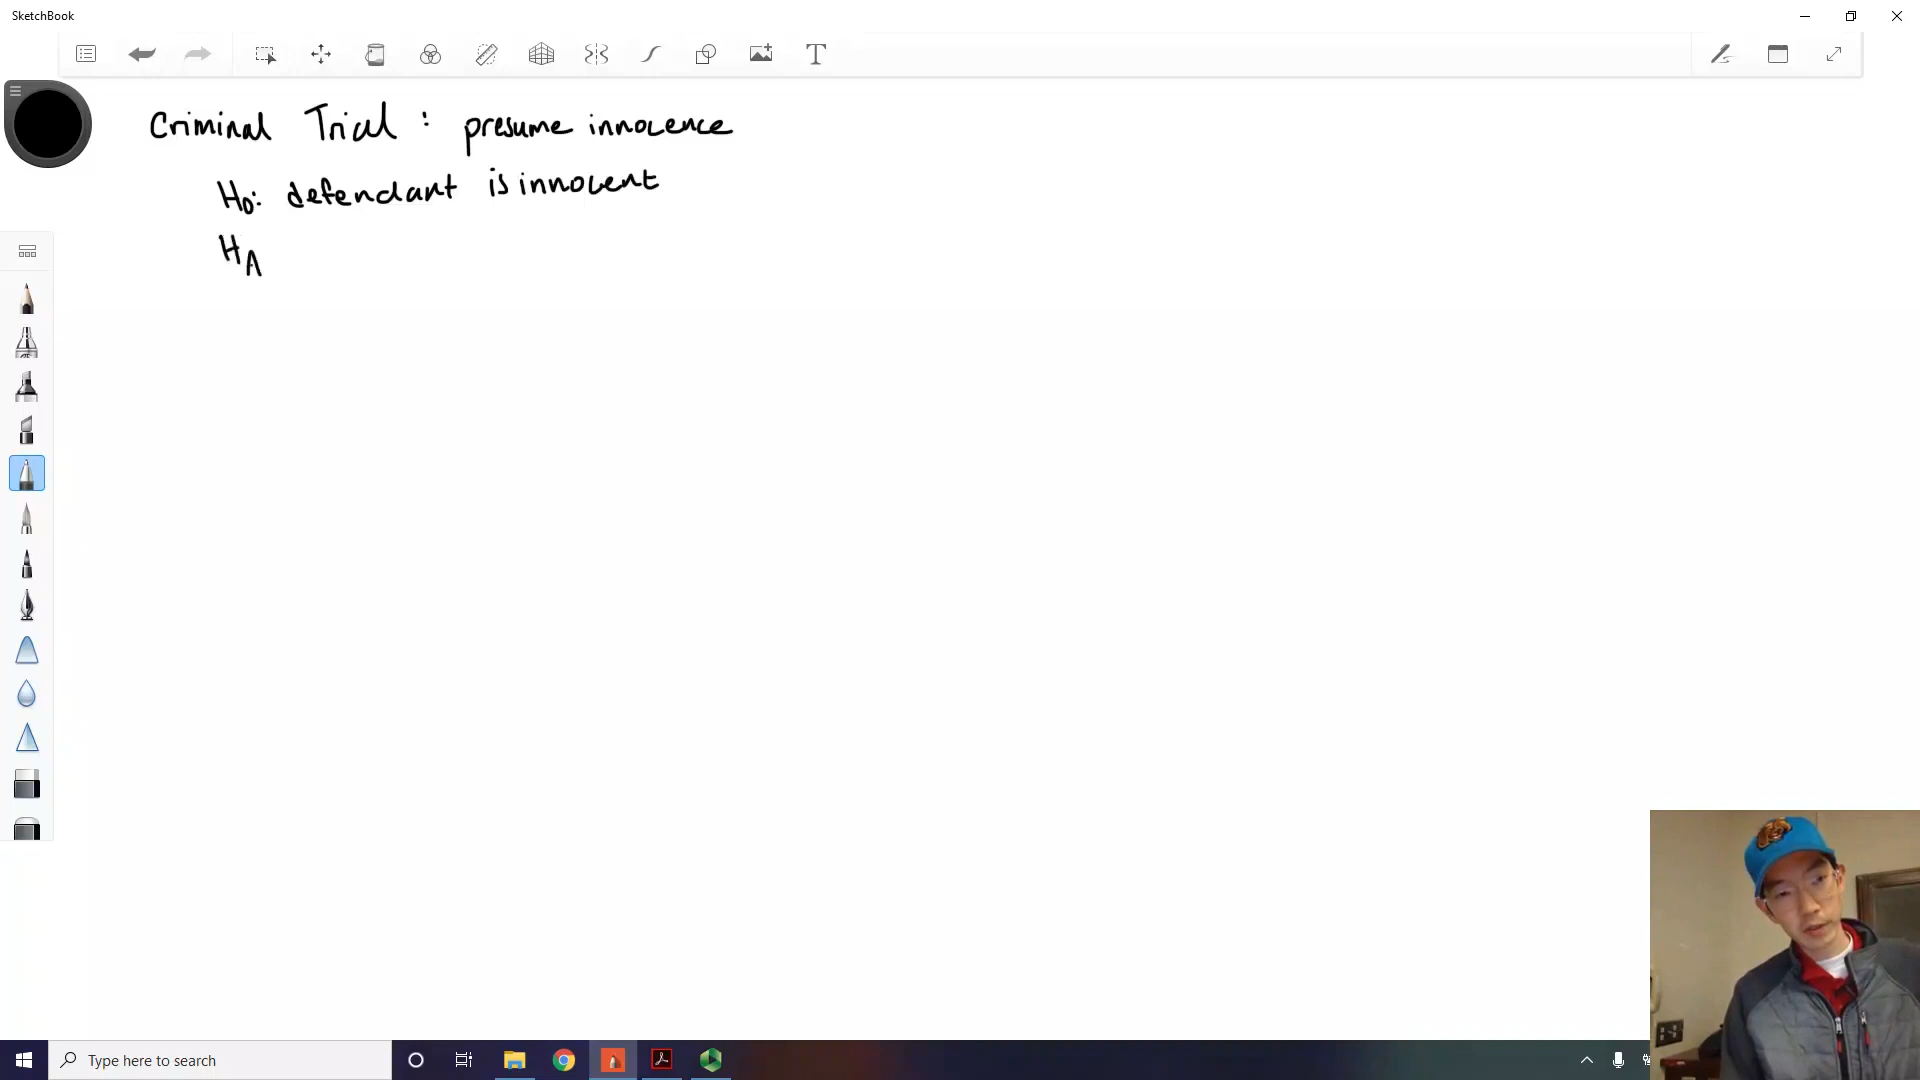 SketchBook
T
Criminal Trial : presume innocence
H0: defendant is innocent
HA
Type here to search